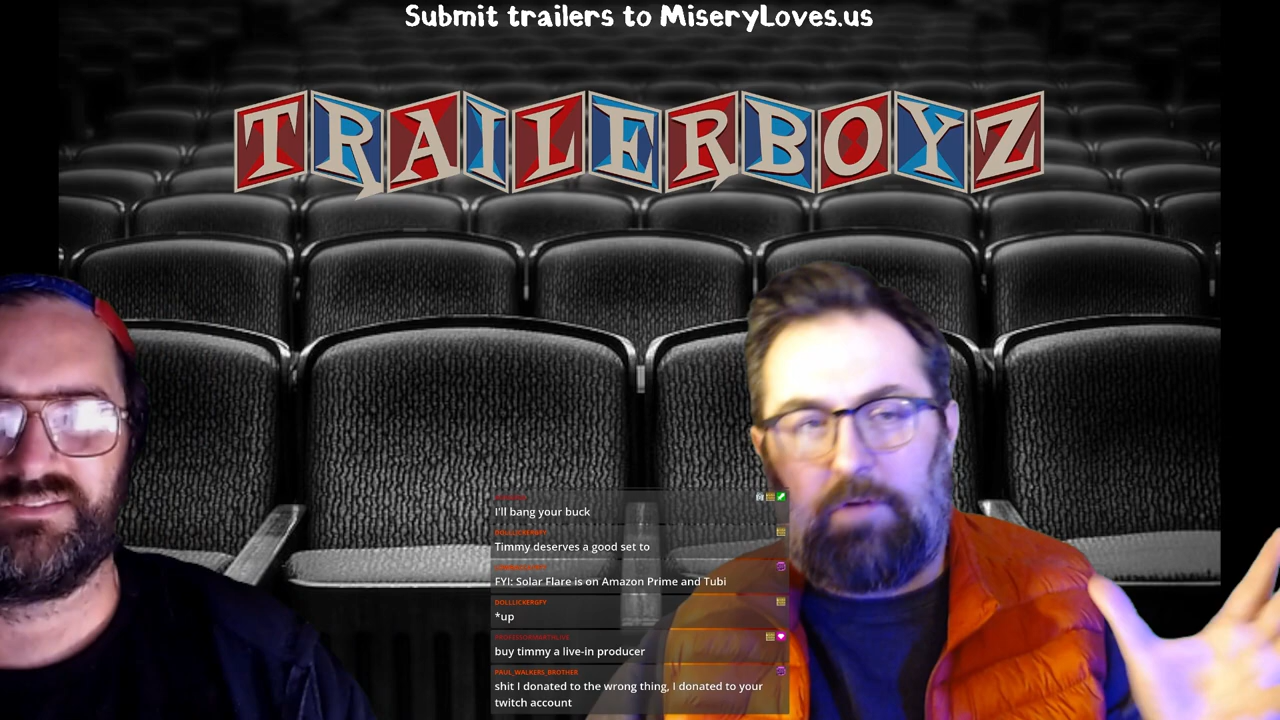 Submit trailers to MiseryLoves.us
TRAILERBOYZ
I'll bang your buck
DOLLLICKERGFY
Timmy deserves a good set to
FYI: Solar Flare is on Amazon Prime and Tubi
DOLLLICKERGFY
*up
buy timmy a live-in producer
PAUL_WALKERS_BROTHER
shit I donated to the wrong thing, I donated to your
twitch account